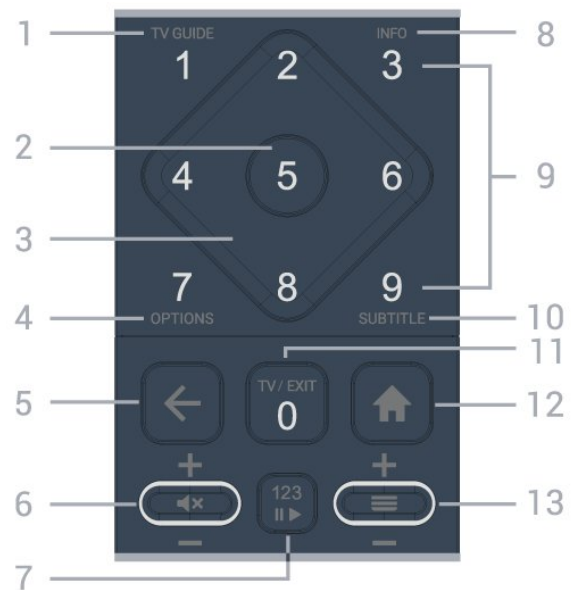 1 TV GUIDE INFO 8
1 2 3
2 9
4 5 6
3
7 8 9
4 OPTIONS SUBTITLE 10
11
5 TV / EXIT 12
0
+ +
6 123 13
− −
7